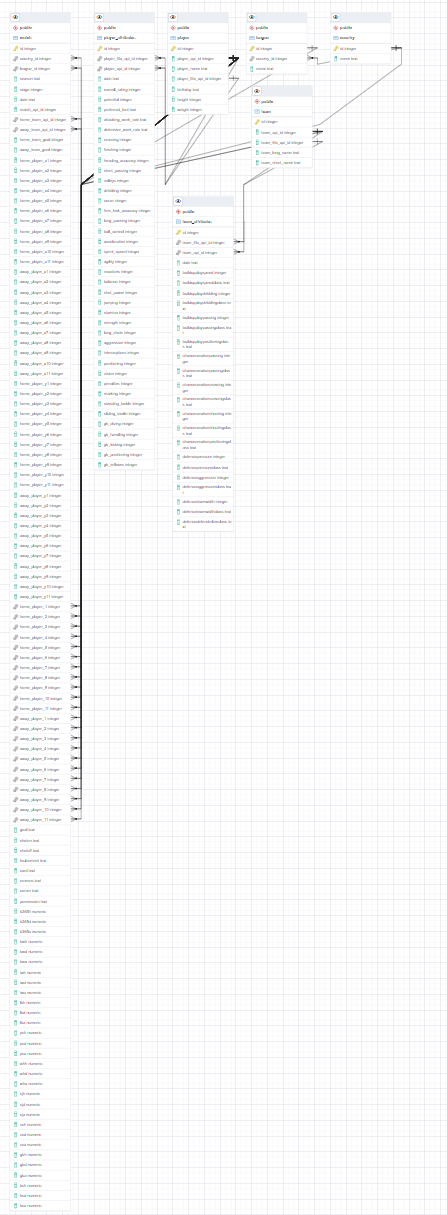 public
match
id integer
country_id integer
league_id integer
season text
stage integer
date text
match_api_id integer
home_team_api_id integer
away_team_api_id integer
home_team_goal integer
away_team_goal integer
home_player_x1 integer
home_player_x2 integer
home_player_x3 integer
home_player_x4 integer
home_player_x5 integer
home_player_x6 integer
home_player_x7 integer
home_player_x8 integer
home_player_x9 integer
home_player_x10 integer
home_player_x11 integer
away_player_x1 integer
away_player_x2 integer
away_player_x3 integer
away_player_x4 integer
away_player_x5 integer
away_player_x6 integer
away_player_x7 integer
away_player_x8 integer
away_player_x9 integer
away_player_x10 integer
away_player_x11 integer
home_player_y1 integer
home_player_y2 integer
home_player_y3 integer
home_player_y4 integer
home_player_y5 integer
home_player_y6 integer
home_player_y7 integer
home_player_y8 integer
home_player_y9 integer
home_player_y10 integer
home_player_y11 integer
away_player_y1 integer
away_player_y2 integer
away_player_y3 integer
away_player_y4 integer
away_player_y5 integer
away_player_y6 integer
away_player_y7 integer
away_player_y8 integer
away_player_y9 integer
away_player_y10 integer
away_player_y11 integer
home_player_1 integer
home_player_2 integer
home_player_3 integer
home_player_4 integer
home_player_5 integer
home_player_6 integer
home_player_7 integer
home_player_8 integer
home_player_9 integer
home_player_10 integer
home_player_11 integer
away_player_1 integer
away_player_2 integer
away_player_3 integer
away_player_4 integer
away_player_5 integer
away_player_6 integer
away_player_7 integer
away_player_8 integer
away_player_9 integer
away_player_10 integer
away_player_11 integer
goal text
shoton text
shotoff text
foulcommit text
card text
cross text
corner text
possession text
b365h numeric
b365d numeric
b365a numeric
bwh numeric
bwd numeric
bwa numeric
iwh numeric
iwd numeric
iwa numeric
lbh numeric
lbd numeric
lba numeric
psh numeric
psd numeric
psa numeric
whh numeric
whd numeric
wha numeric
sjh numeric
sjd numeric
sja numeric
vch numeric
vcd numeric
vca numeric
gbh numeric
gbd numeric
gba numeric
bsh numeric
bsd numeric
bsa numeric
public
player_attributes
id integer
player_fifa_api_id integer
player_api_id integer
date text
overall_rating integer
potential integer
preferred_foot text
attacking_work_rate text
defensive_work_rate text
crossing integer
finishing integer
heading_accuracy integer
short_passing integer
volleys integer
dribbling integer
curve integer
free_kick_accuracy integer
long_passing integer
ball_control integer
acceleration integer
sprint_speed integer
agility integer
reactions integer
balance integer
shot_power integer
jumping integer
stamina integer
strength integer
long_shots integer
aggression integer
interceptions integer
positioning integer
vision integer
penalties integer
marking integer
standing_tackle integer
sliding_tackle integer
gk_diving integer
gk_handling integer
gk_kicking integer
gk_positioning integer
gk_reflexes integer
public
player
id integer
player_api_id integer
player_name text
player_fifa_api_id integer
birthday text
height integer
weight integer
public
league
id integer
country_id integer
name text
public
country
id integer
name text
public
team
id integer
team_api_id integer
team_fifa_api_id integer
team_long_name text
team_short_name text
public
team_attributes
id integer
team_fifa_api_id integer
team_api_id integer
date text
buildupplayspeed integer
buildupplayspeedclass text
buildupplaydribbling integer
buildupplaydribblingclass te
xt
buildupplaypassing integer
buildupplaypassingclass tex
t
buildupplaypositioningclas
s text
chancecreationpassing inte
ger
chancecreationpassingclas
s text
chancecreationcrossing int
eger
chancecreationcrossingclas
s text
chancecreationshooting int
eger
chancecreationshootingclas
s text
chancecreationpositioningcl
ass text
defencepressure integer
defencepressureclass text
defenceaggression integer
defenceaggressionclass tex
t
defenceteamwidth integer
defenceteamwidthclass text
defencedefenderlineclass te
xt